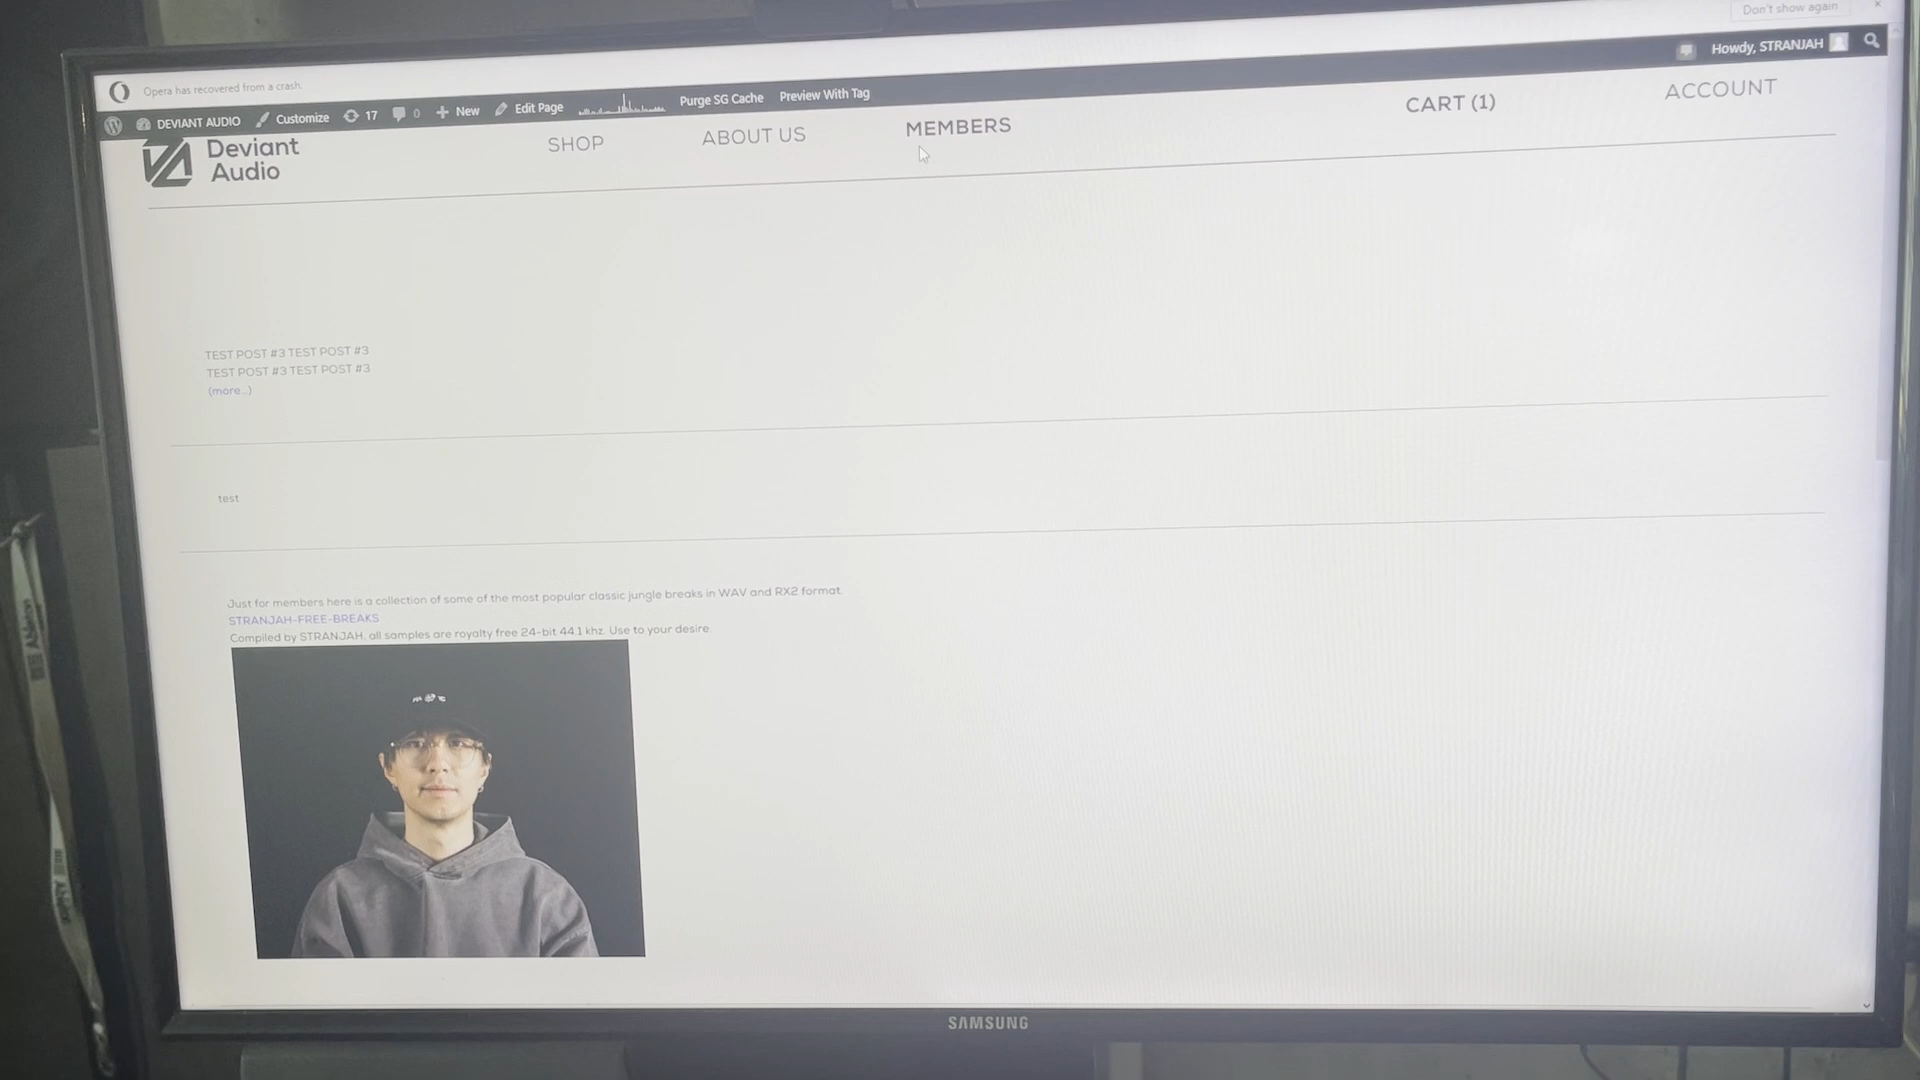 Don't show again
Opera has recovered from a crash.
DEVIANT AUDIO Customize 17 0 New Edit Page Purge SG Cache Preview With Tag Howdy, STRANJAH
Deviant
Audio
SHOP ABOUT US MEMBERS CART (1) ACCOUNT
TEST POST #3 TEST POST #3
TEST POST #3 TEST POST #3
(more…)
test
Just for members here is a collection of some of the most popular classic jungle breaks in WAV and RX2 format.
STRANJAH-FREE-BREAKS
Compiled by STRANJAH, all samples are royalty free 24-bit 44.1 khz. Use to your desire
SAMSUNG
Ableton